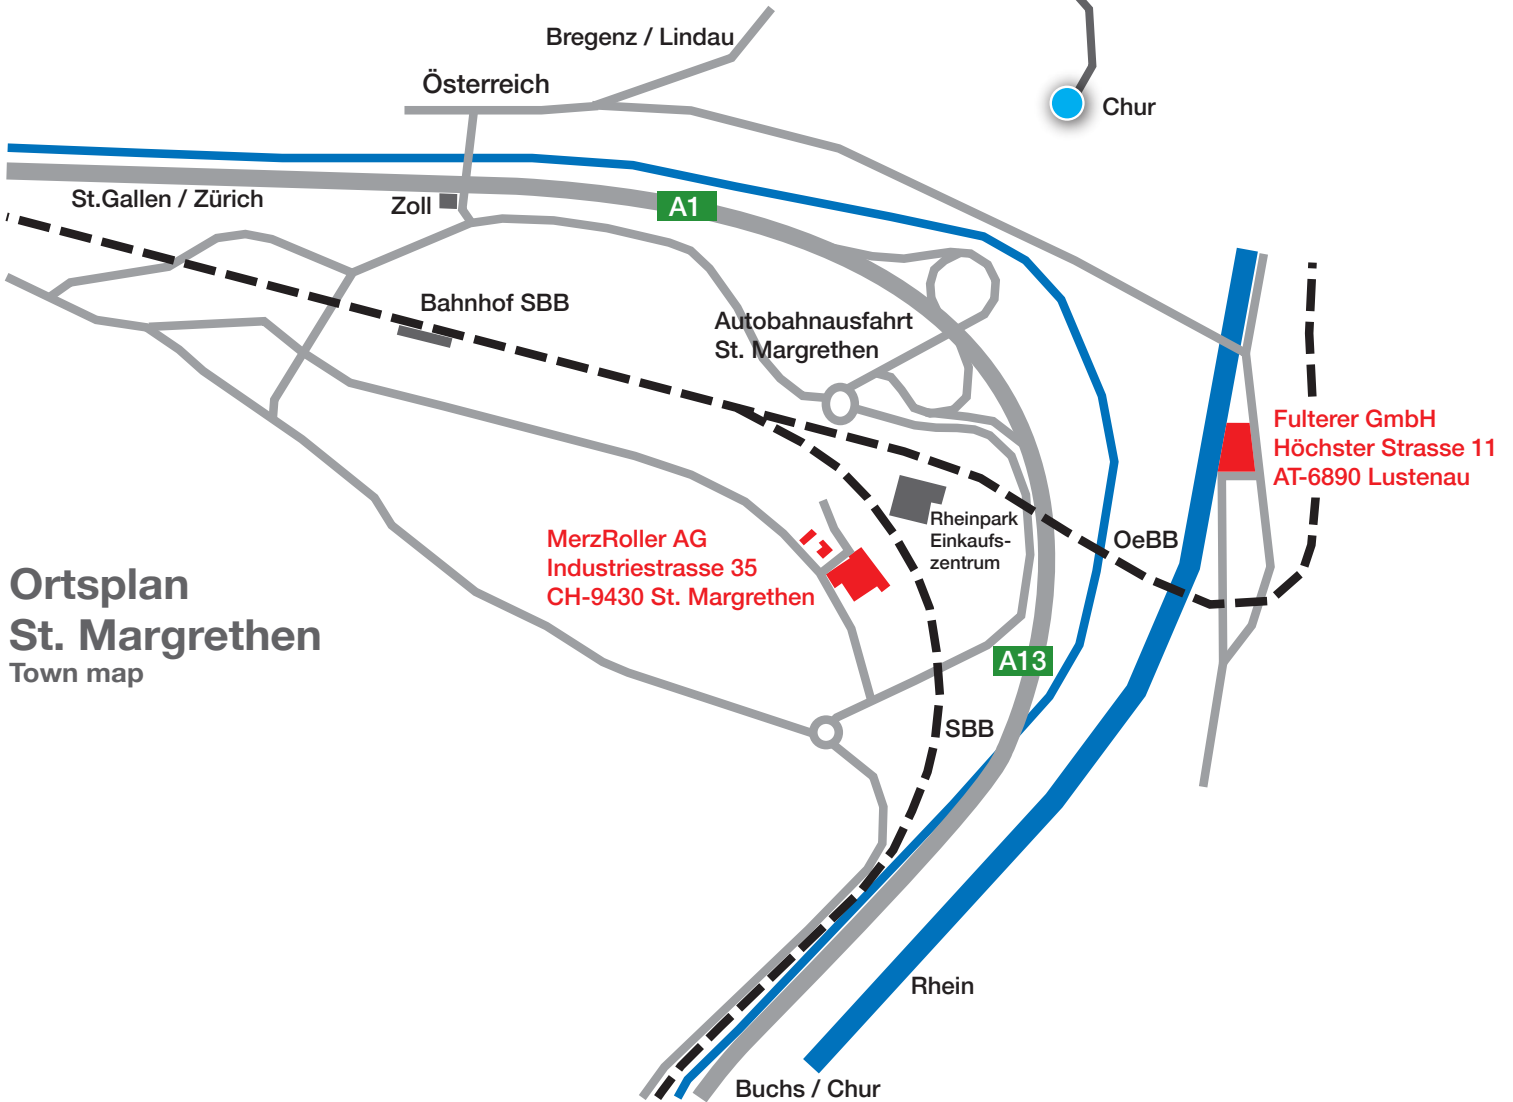 Bregenz / Lindau
Österreich
Chur
St.Gallen / Zürich
Zoll
A1
Bahnhof SBB
Autobahnausfahrt
St. Margrethen
Fulterer GmbH
Höchster Strasse 11
AT-6890 Lustenau
Rheinpark
Einkaufs-
zentrum
OeBB
MerzRoller AG
Industriestrasse 35
CH-9430 St. Margrethen
Ortsplan
St. Margrethen
Town map
A13
SBB
Rhein
Buchs / Chur